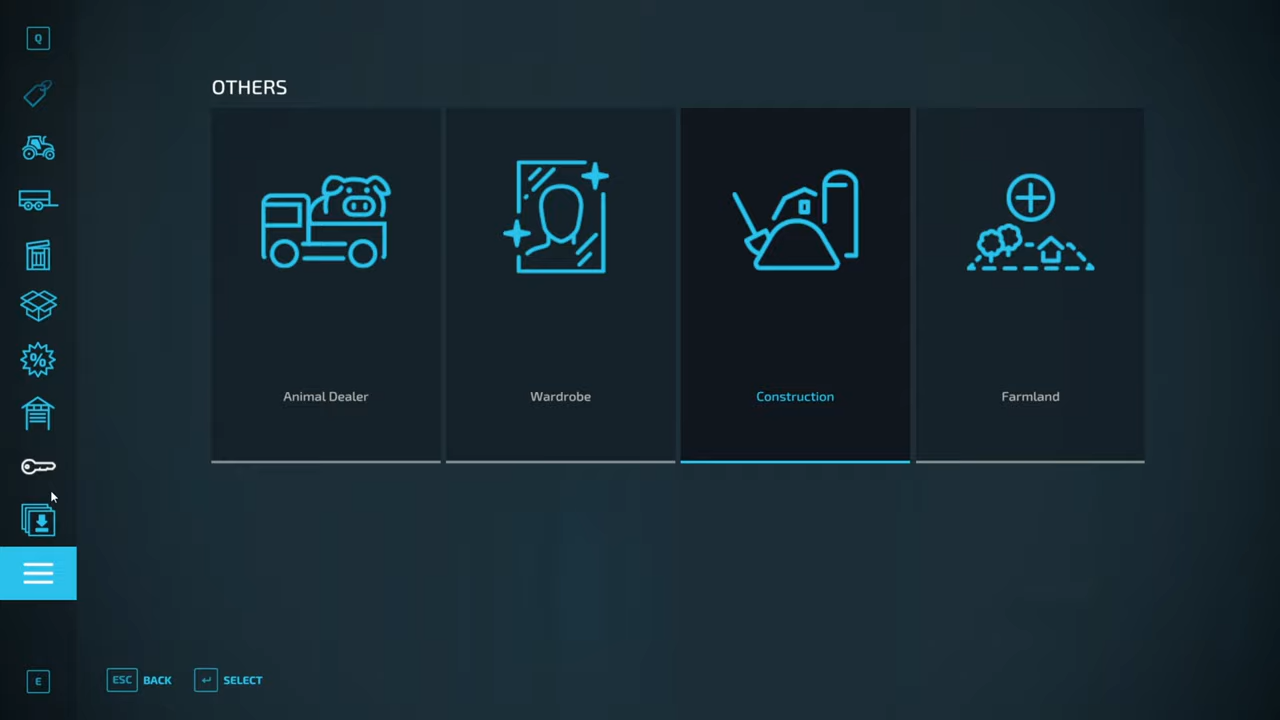 Q
OTHERS
%
Animal Dealer
Wardrobe
Construction
Farmland
E
ESC BACK
↵ SELECT